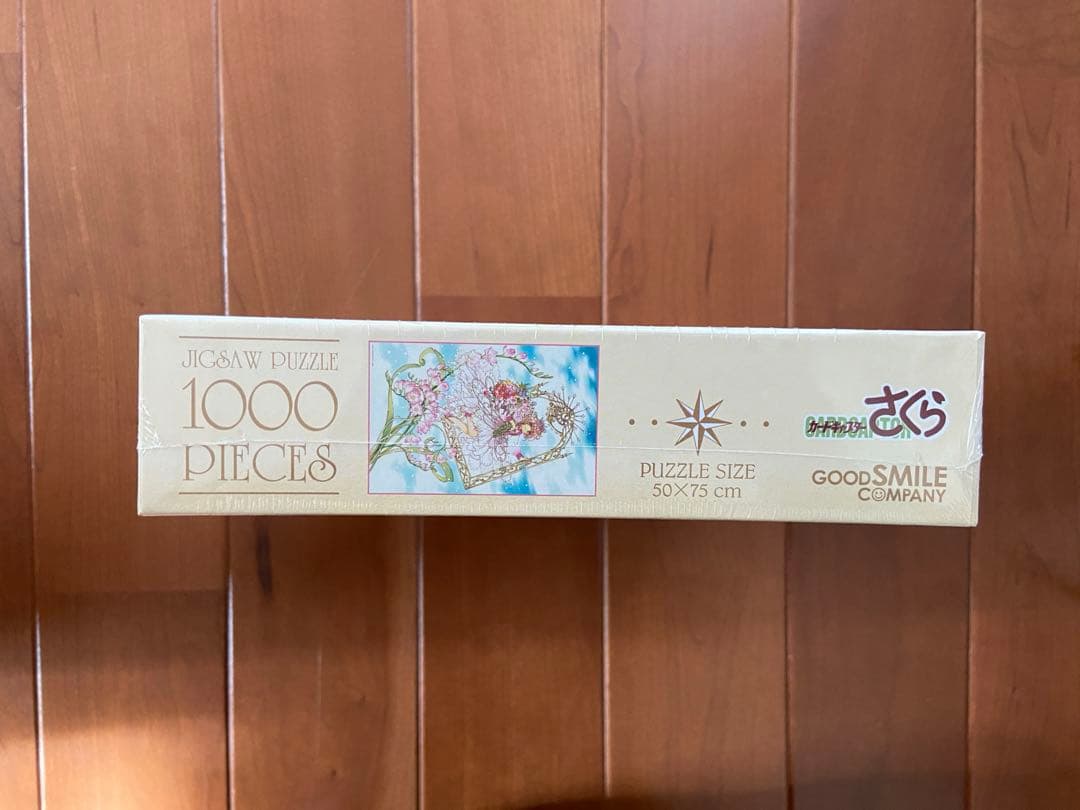 JIGSAW PUZZLE
1000
PIECES
PUZZLE SIZE
50×75 cm
CARDCAPTOR
カードキャプター
さくら
GOOD SMILE
COMPANY